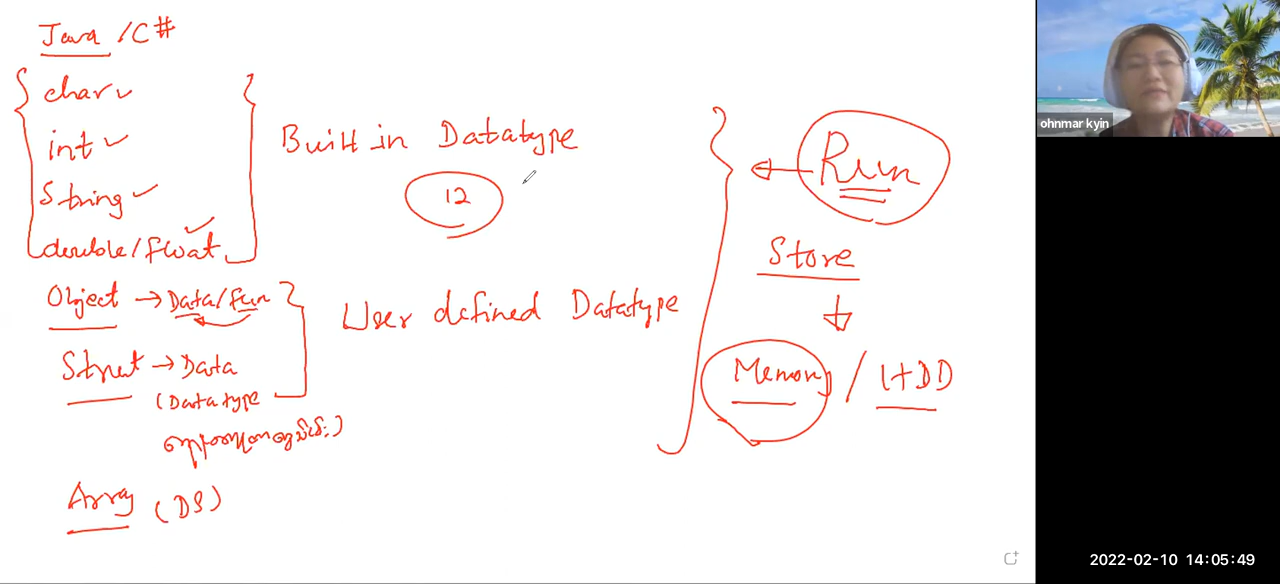 Java / C#
char
int
String
double / float
Built in Datatype
12
Object → Data / fun
Struct → Data
(Datatype
User defined Datatype
Array (DS)
Run
Store
Memory / HDD
ohnmar kyin
2022-02-10 14:05:49